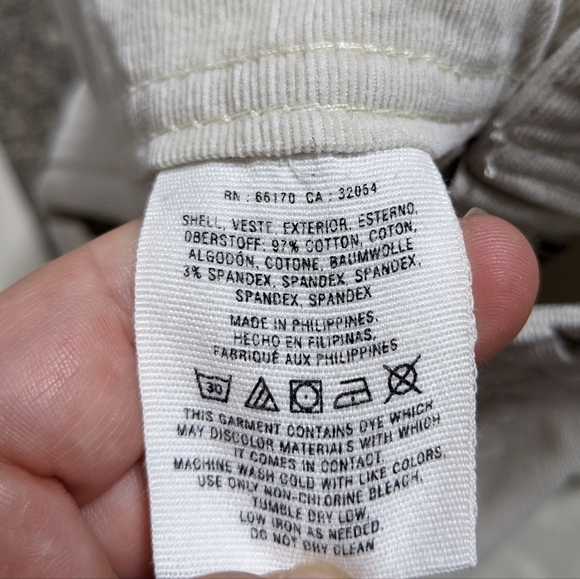 RN : 66170 CA : 32054
SHELL, VESTE, EXTERIOR, ESTERNO,
OBERSTOFF: 97% COTTON, COTON,
ALGODÓN, COTONE, BAUMWOLLE
3% SPANDEX, SPANDEX, SPANDEX,
SPANDEX, SPANDEX
MADE IN PHILIPPINES,
HECHO EN FILIPINAS,
FABRIQUÉ AUX PHILIPPINES
30
THIS GARMENT CONTAINS DYE WHICH
MAY DISCOLOR MATERIALS WITH WHICH
IT COMES IN CONTACT.
MACHINE WASH COLD WITH LIKE COLORS,
USE ONLY NON-CHLORINE BLEACH,
TUMBLE DRY LOW,
LOW IRON AS NEEDED.
DO NOT DRY CLEAN